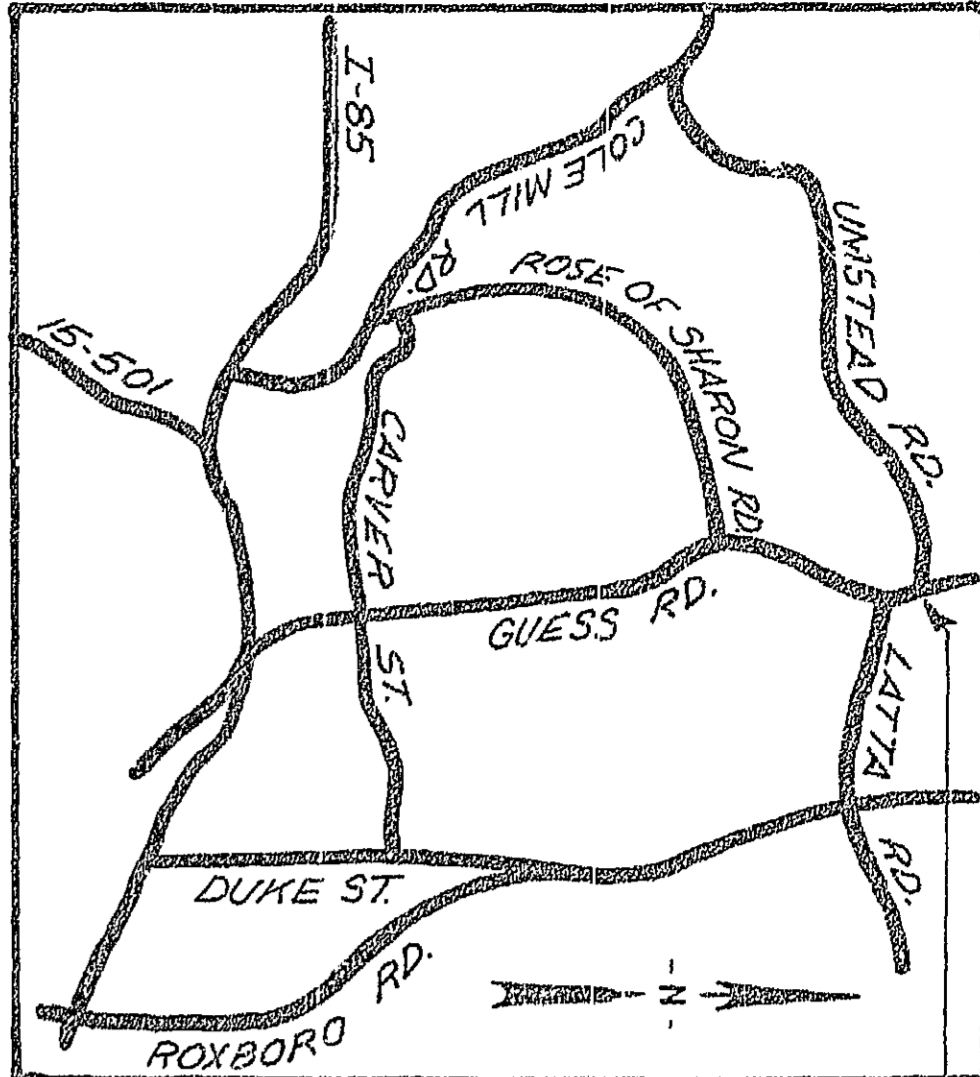 I-85
COLE MILL
RD.
UMSTEAD RD.
ROSE OF SHARON RD.
15-501
CARVER ST.
GUESS RD.
LATTA RD.
DUKE ST.
ROXBORO RD.
N